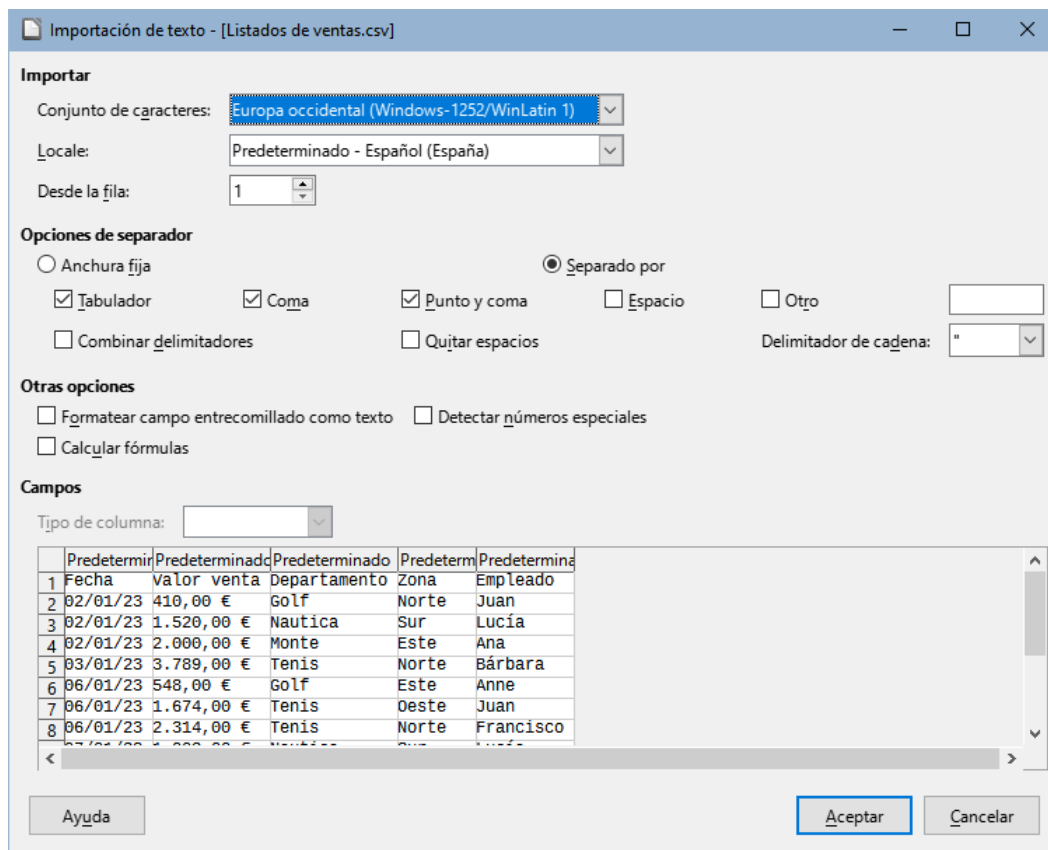 Importación de texto - [Listados de ventas.csv]
Importar
Conjunto de caracteres: Europa occidental (Windows-1252/WinLatin 1)
Locale: Predeterminado - Español (España)
Desde la fila: 1
Opciones de separador
Anchura fija Separado por
Tabulador Coma Punto y coma Espacio Otro
Combinar delimitadores Quitar espacios Delimitador de cadena: "
Otras opciones
Formatear campo entrecomillado como texto Detectar números especiales
Calcular fórmulas
Campos
Tipo de columna:
Predetermin Predeterminado Predeterminado Predeterm Predetermina
1 Fecha Valor venta Departamento Zona Empleado
2 02/01/23 410,00 € Golf Norte Juan
3 02/01/23 1.520,00 € Nautica Sur Lucía
4 02/01/23 2.000,00 € Monte Este Ana
5 03/01/23 3.789,00 € Tenis Norte Bárbara
6 06/01/23 548,00 € Golf Este Anne
7 06/01/23 1.674,00 € Tenis Oeste Juan
8 06/01/23 2.314,00 € Tenis Norte Francisco
Ayuda Aceptar Cancelar